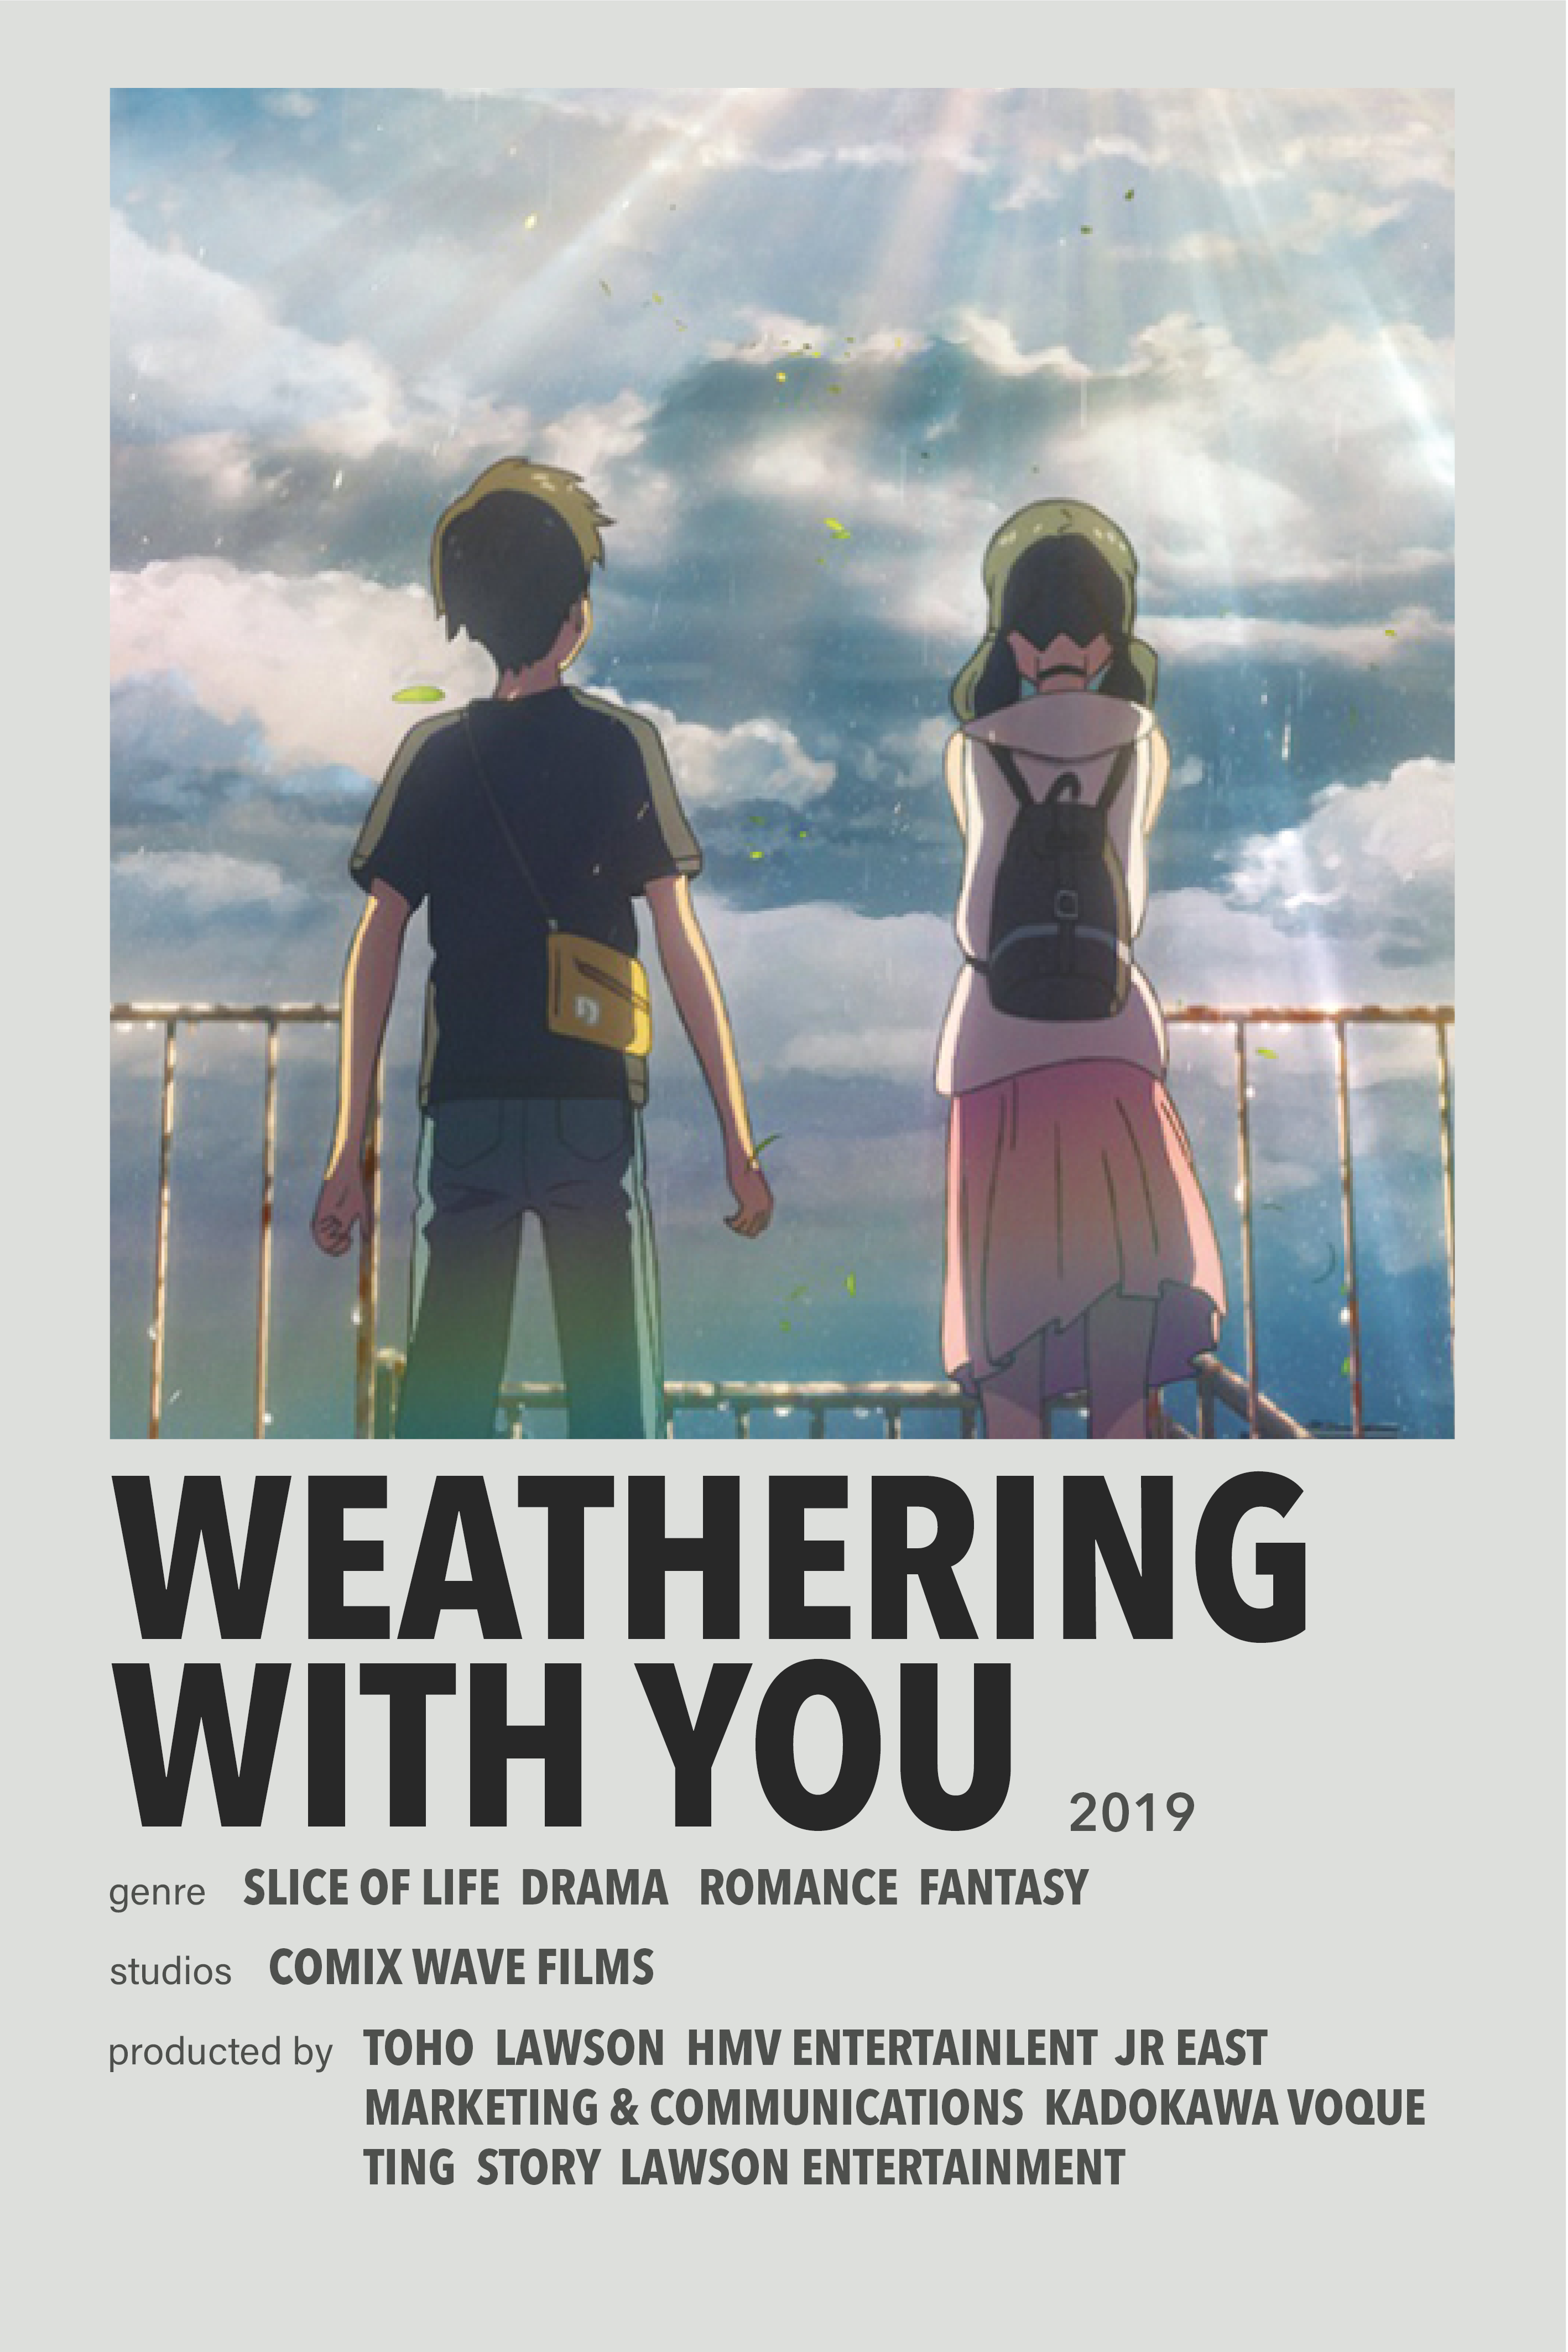 WEATHERING
WITH YOU 2019
genre SLICE OF LIFE DRAMA ROMANCE FANTASY
studios COMIX WAVE FILMS
producted by TOHO LAWSON HMV ENTERTAINLENT JR EAST
MARKETING & COMMUNICATIONS KADOKAWA VOQUE
TING STORY LAWSON ENTERTAINMENT